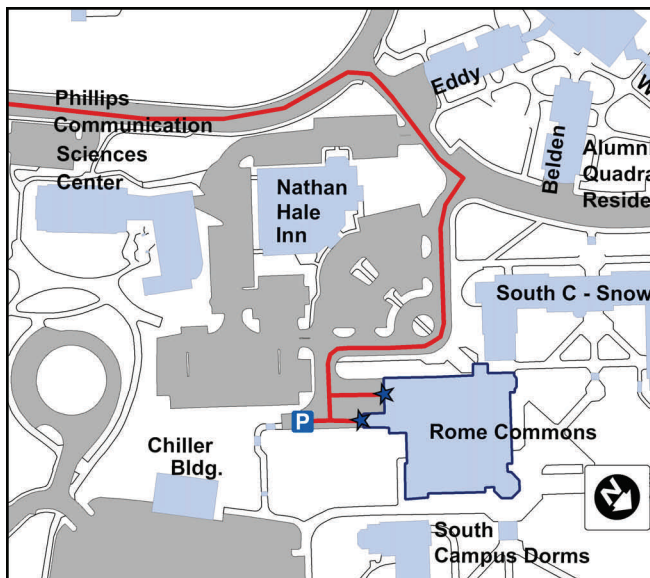 Phillips
Communication
Sciences
Center
Eddy
Belden
Alumni
Quadra
Reside
Nathan
Hale
Inn
South C - Snow
Rome Commons
P
Chiller
Bldg.
N
South
Campus Dorms
W